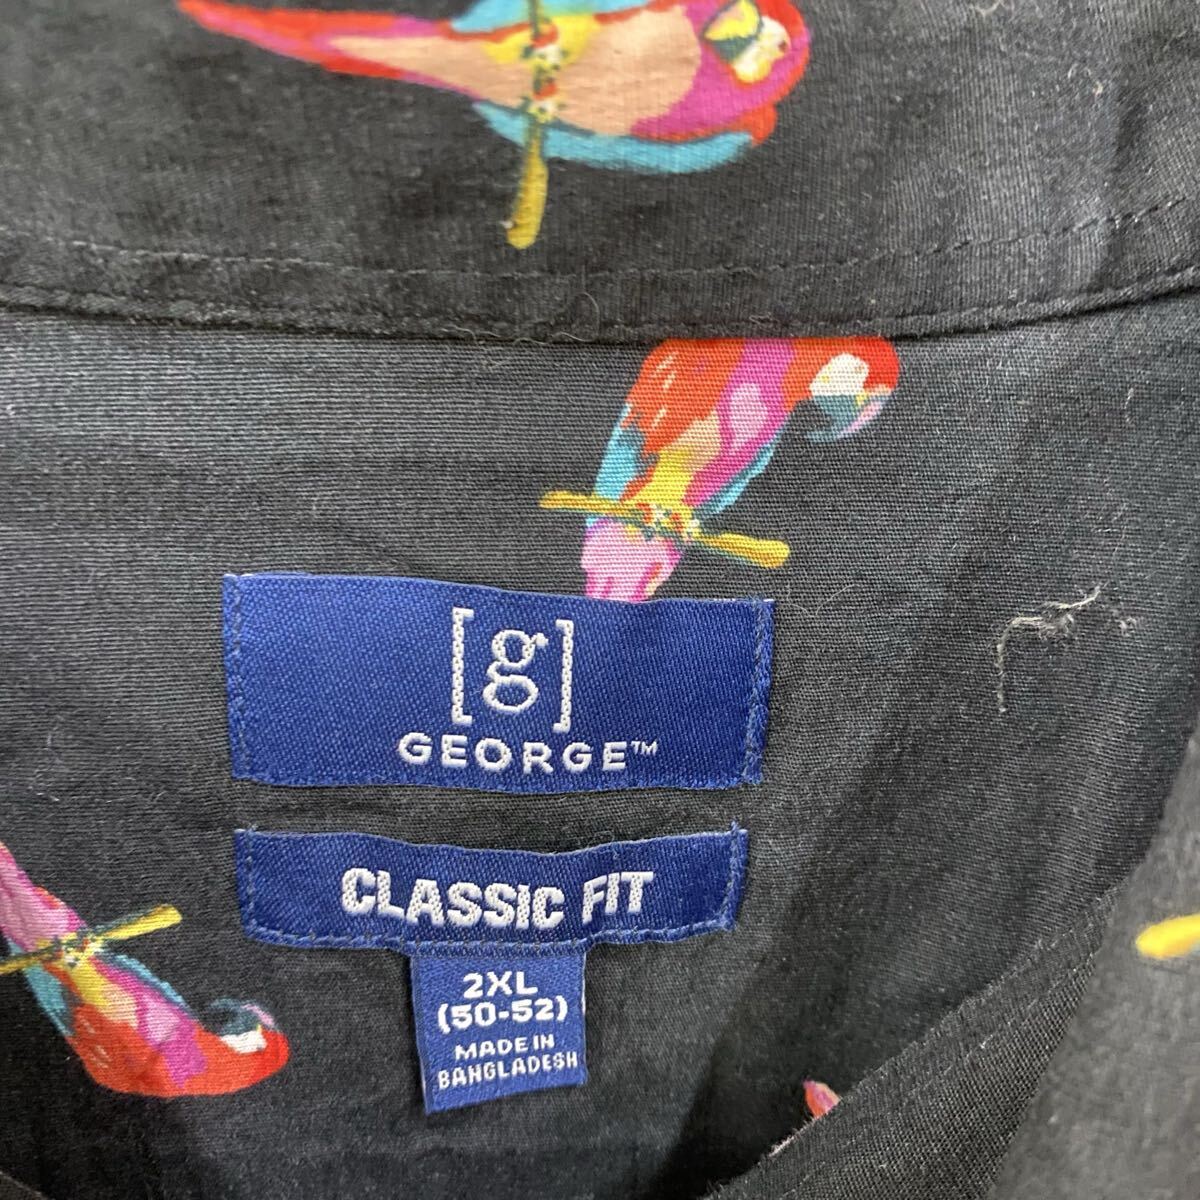 [g]
GEORGE™
CLASSIC FIT
2XL
(50-52)
MADE IN
BANGLADESH